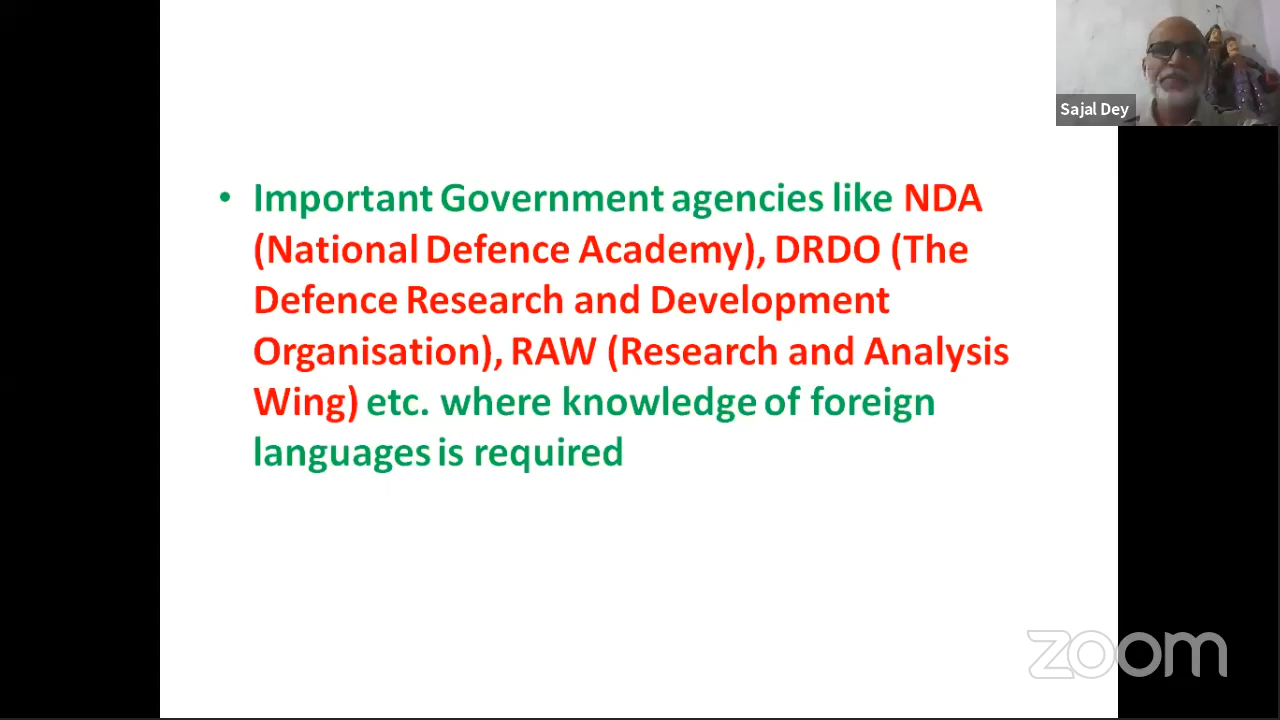 Sajal Dey
• Important Government agencies like NDA
(National Defence Academy), DRDO (The
Defence Research and Development
Organisation), RAW (Research and Analysis
Wing) etc. where knowledge of foreign
languages is required
zoom